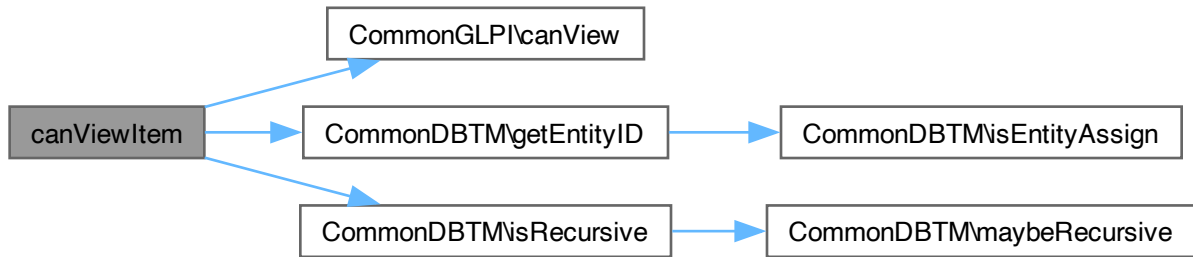 CommonGLPI\canView
canViewItem
CommonDBTM\getEntityID
CommonDBTM\isEntityAssign
CommonDBTM\isRecursive
CommonDBTM\maybeRecursive